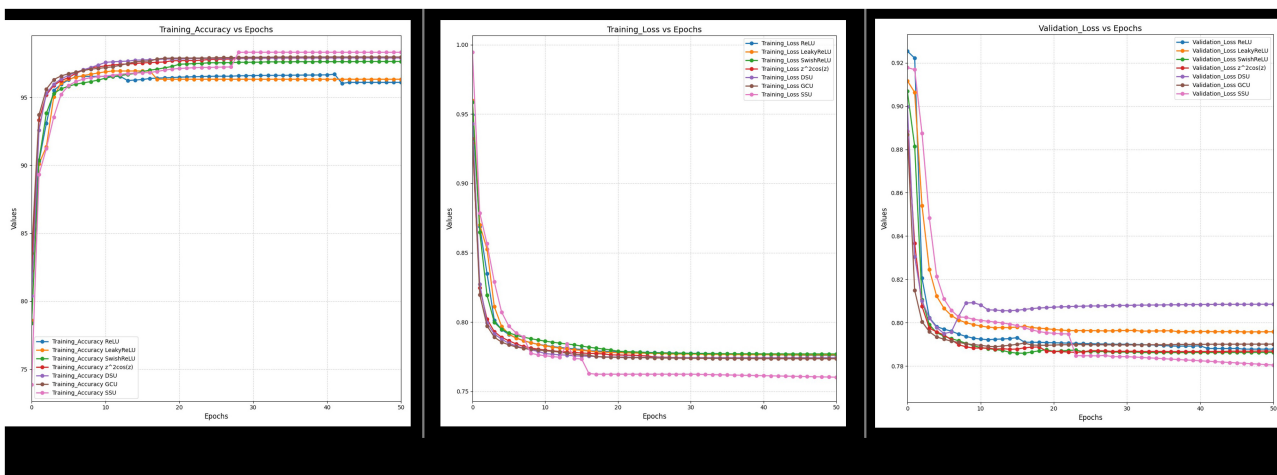 Training_Accuracy vs Epochs
Values
95
90
85
80
75
Training_Accuracy ReLU
Training_Accuracy LeakyReLU
Training_Accuracy SwishReLU
Training_Accuracy z^2cos(z)
Training_Accuracy DSU
Training_Accuracy GCU
Training_Accuracy SSU
0 10 20 30 40 50
Epochs
Training_Loss vs Epochs
Values
1.00
0.95
0.90
0.85
0.80
0.75
Training_Loss ReLU
Training_Loss LeakyReLU
Training_Loss SwishReLU
Training_Loss z^2cos(z)
Training_Loss DSU
Training_Loss GCU
Training_Loss SSU
0 10 20 30 40 50
Epochs
Validation_Loss vs Epochs
Values
0.92
0.90
0.88
0.86
0.84
0.82
0.80
0.78
Validation_Loss ReLU
Validation_Loss LeakyReLU
Validation_Loss SwishReLU
Validation_Loss z^2cos(z)
Validation_Loss DSU
Validation_Loss GCU
Validation_Loss SSU
0 10 20 30 40 50
Epochs